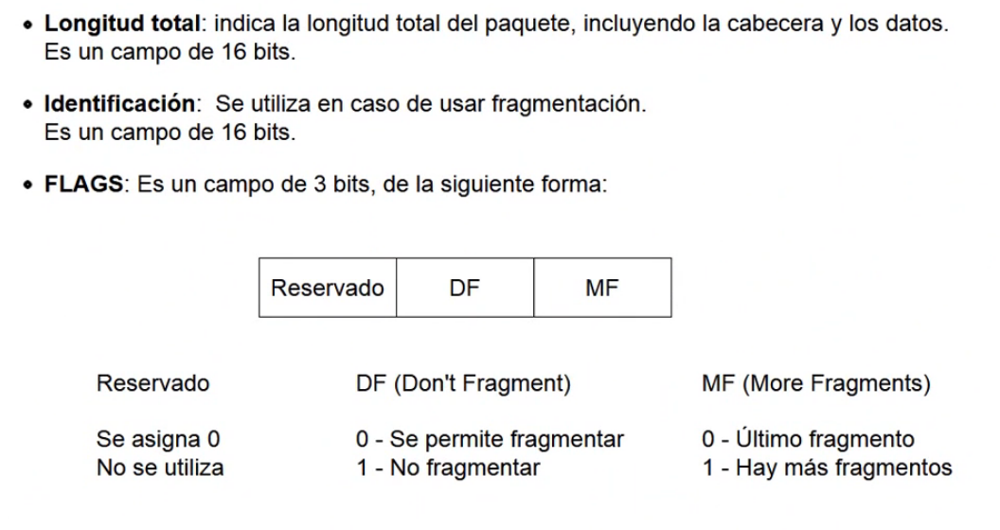 • Longitud total: indica la longitud total del paquete, incluyendo la cabecera y los datos.
Es un campo de 16 bits.
• Identificación: Se utiliza en caso de usar fragmentación.
Es un campo de 16 bits.
• FLAGS: Es un campo de 3 bits, de la siguiente forma:
Reservado DF MF
Reservado DF (Don't Fragment) MF (More Fragments)
Se asigna 0 0 - Se permite fragmentar 0 - Último fragmento
No se utiliza 1 - No fragmentar 1 - Hay más fragmentos